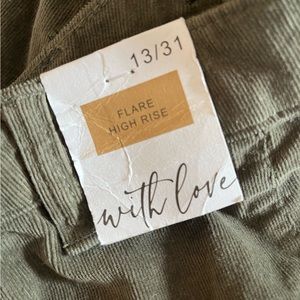 13/31
FLARE
HIGH RISE
with love